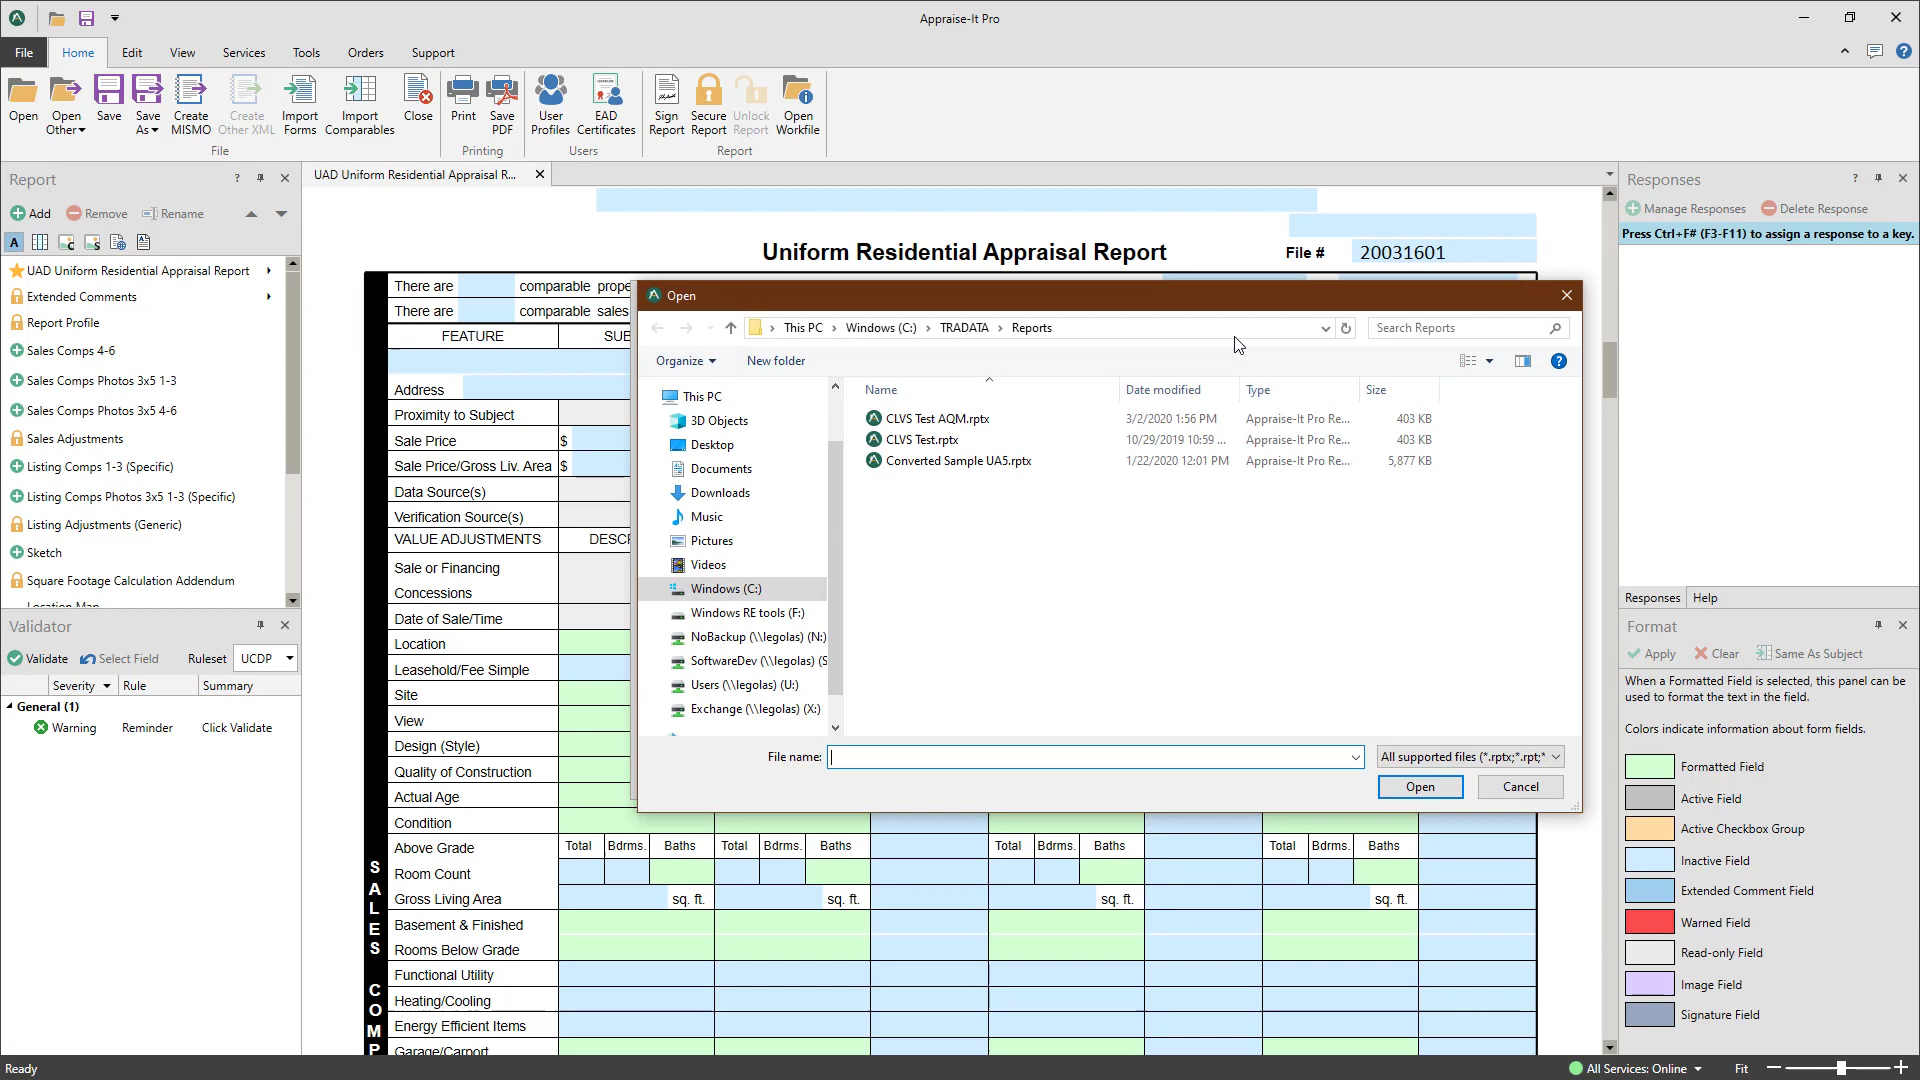 Appraise-It Pro
File Home Edit View Services Tools Orders Support
Open
Open Other
Save
Save As
Create MISMO
Create Other XML
Import Forms
Import Comparables
Close
Print
Save PDF
User Profiles
EAD Certificates
Sign Report
Secure Report
Unlock Report
Open Workfile
File Printing Users Report
Report ?
Add Remove Rename
A
UAD Uniform Residential Appraisal Report
Extended Comments
Report Profile
Sales Comps 4-6
Sales Comps Photos 3x5 1-3
Sales Comps Photos 3x5 4-6
Sales Adjustments
Listing Comps 1-3 (Specific)
Listing Comps Photos 3x5 1-3 (Specific)
Listing Adjustments (Generic)
Sketch
Square Footage Calculation Addendum
Location Map
Validator
Validate Select Field Ruleset UCDP
Severity Rule Summary
General (1)
Warning Reminder Click Validate
UAD Uniform Residential Appraisal R...
Uniform Residential Appraisal Report File # 20031601
There are comparable prope
There are comparable sales
FEATURE SUB
Address
Proximity to Subject
Sale Price $
Sale Price/Gross Liv. Area $
Data Source(s)
Verification Source(s)
VALUE ADJUSTMENTS DESCR
Sale or Financing
Concessions
Date of Sale/Time
Location
Leasehold/Fee Simple
Site
View
Design (Style)
Quality of Construction
Actual Age
Condition
Above Grade Total Bdrms. Baths Total Bdrms. Baths Total Bdrms. Baths Total Bdrms. Baths
Room Count
Gross Living Area sq. ft. sq. ft. sq. ft. sq. ft.
Basement & Finished
Rooms Below Grade
Functional Utility
Heating/Cooling
Energy Efficient Items
Garage/Carport
SALES COMP
Open
This PC Windows (C:) TRADATA Reports
Search Reports
Organize New folder ?
This PC
3D Objects
Desktop
Documents
Downloads
Music
Pictures
Videos
Windows (C:)
Windows RE tools (F:)
NoBackup (\\legolas) (N:)
SoftwareDev (\\legolas) (S
Users (\\legolas) (U:)
Exchange (\\legolas) (X:)
Name Date modified Type Size
CLVS Test AQM.rptx 3/2/2020 1:56 PM Appraise-It Pro Re... 403 KB
CLVS Test.rptx 10/29/2019 10:59 ... Appraise-It Pro Re... 403 KB
Converted Sample UA5.rptx 1/22/2020 12:01 PM Appraise-It Pro Re... 5,877 KB
File name: All supported files (*.rptx;*.rpt;*
Open Cancel
Responses ?
Manage Responses Delete Response
Press Ctrl+F# (F3-F11) to assign a response to a key.
Responses Help
Format
Apply Clear Same As Subject
When a Formatted Field is selected, this panel can be
used to format the text in the field.
Colors indicate information about form fields.
Formatted Field
Active Field
Active Checkbox Group
Inactive Field
Extended Comment Field
Warned Field
Read-only Field
Image Field
Signature Field
Ready All Services: Online Fit